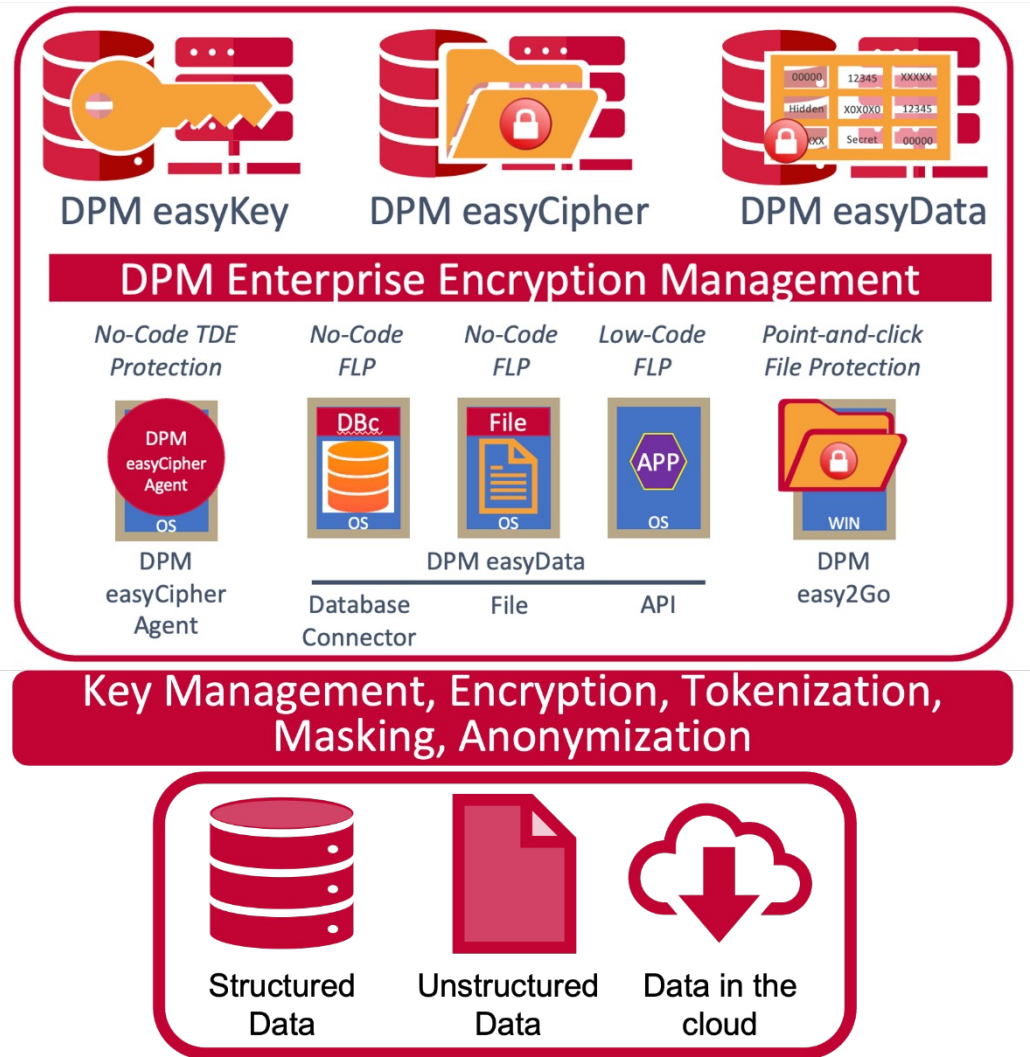 00000 12345 XXXXX
Hidden X0X0X0 12345
XXX Secret 00000
DPM easyKey
DPM easyCipher
DPM easyData
DPM Enterprise Encryption Management
No-Code TDE
Protection
No-Code
FLP
No-Code
FLP
Low-Code
FLP
Point-and-click
File Protection
DPM
easyCipher
Agent
OS
DBc
OS
File
OS
APP
OS
WIN
DPM
easyCipher
Agent
DPM easyData
Database
Connector
File
API
DPM
easy2Go
Key Management, Encryption, Tokenization,
Masking, Anonymization
Structured
Data
Unstructured
Data
Data in the
cloud